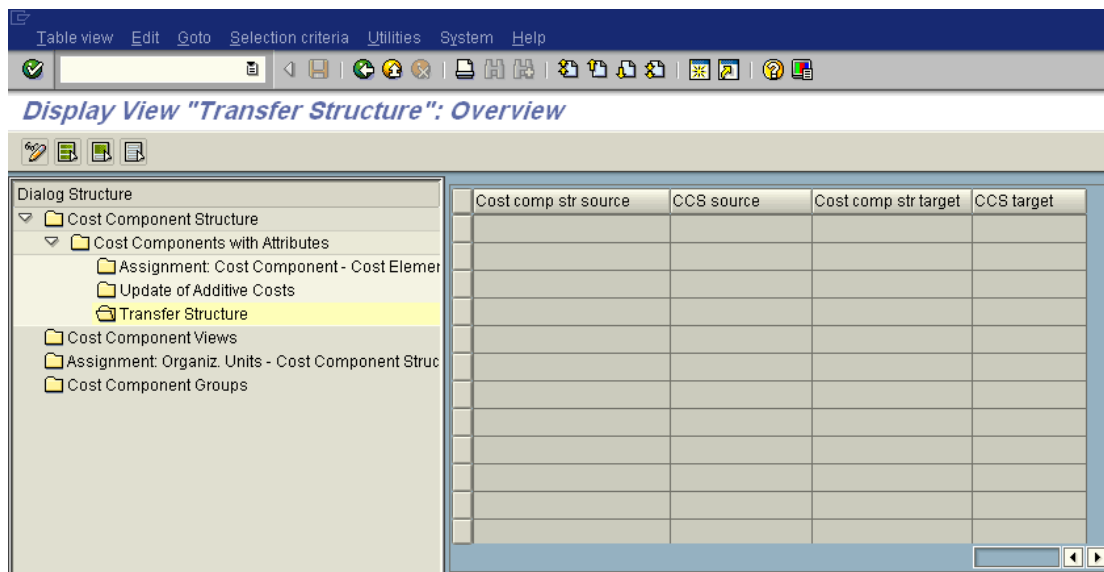 Table view Edit Goto Selection criteria Utilities System Help
Display View "Transfer Structure": Overview
Dialog Structure
Cost Component Structure
Cost Components with Attributes
Assignment: Cost Component - Cost Elemer
Update of Additive Costs
Transfer Structure
Cost Component Views
Assignment: Organiz. Units - Cost Component Struc
Cost Component Groups
Cost comp str source CCS source Cost comp str target CCS target